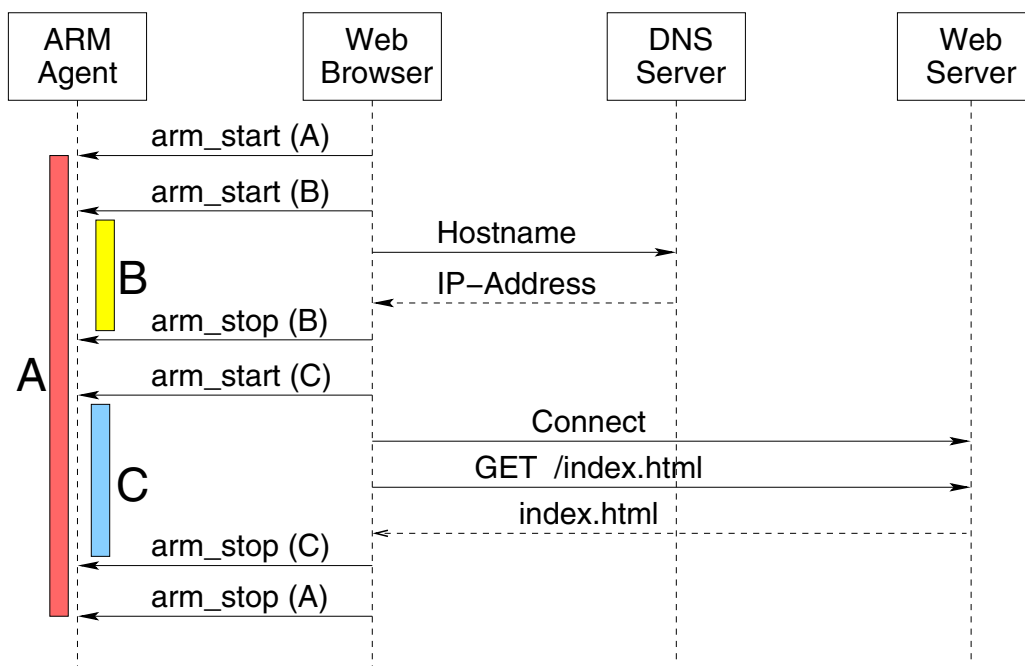 ARM
Agent
Web
Browser
DNS
Server
Web
Server
arm_start (A)
arm_start (B)
Hostname
B
IP−Address
arm_stop (B)
A
arm_start (C)
Connect
GET /index.html
C
index.html
arm_stop (C)
arm_stop (A)